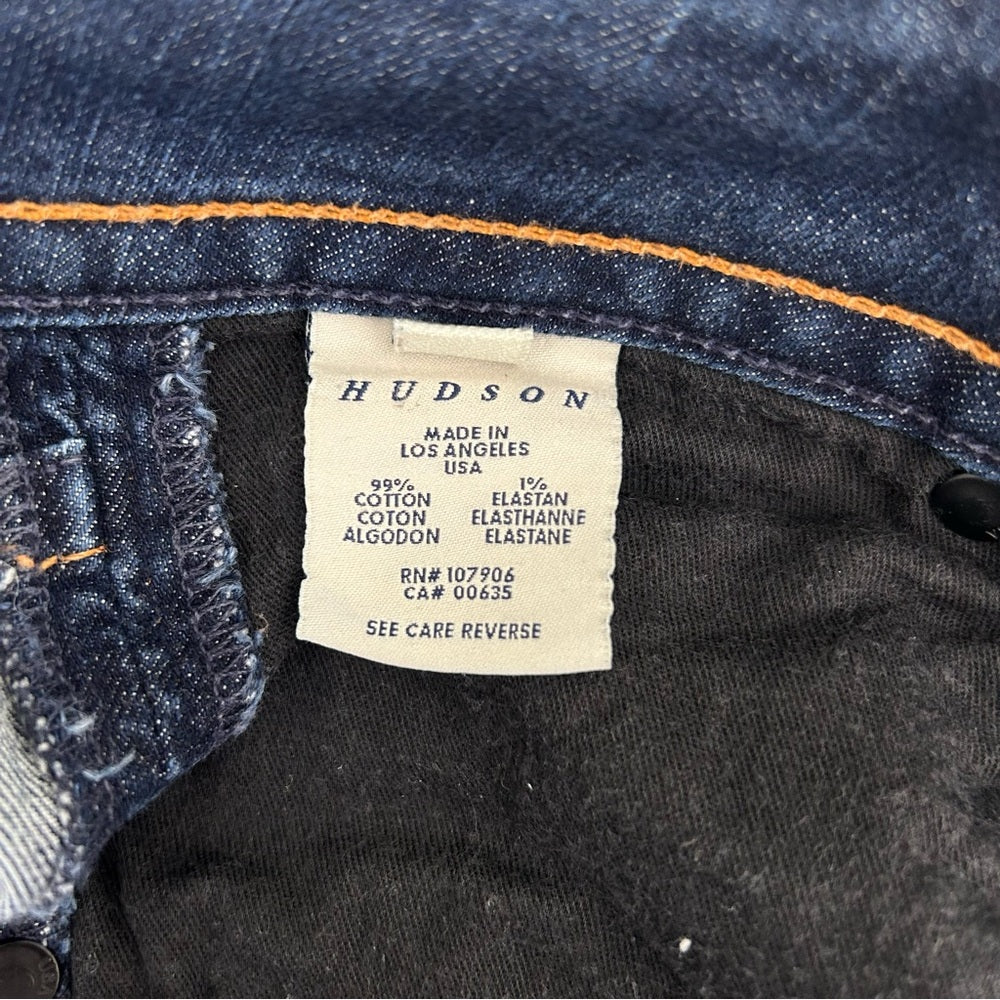 HUDSON
MADE IN
LOS ANGELES
USA
99% 1%
COTTON ELASTAN
COTON ELASTHANNE
ALGODON ELASTANE
RN# 107906
CA# 00635
SEE CARE REVERSE